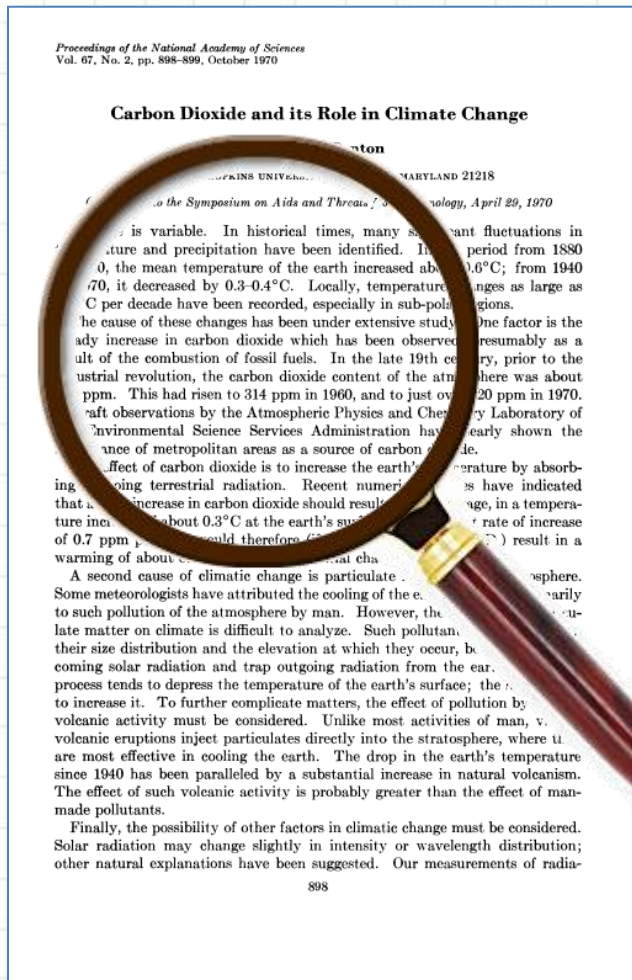 Proceedings of the National Academy of Sciences
Vol. 67, No. 2, pp. 898–899, October 1970
Carbon Dioxide and its Role in Climate Change
MARYLAND 21218
the Symposium on Aids and April 29, 1970
is variable. In historical times, many fluctuations in
and precipitation have been identified. period from 1880
the mean temperature of the earth increased from 1940
it decreased by 0.3–0.4°C. Locally, temperature as large as
C per decade have been recorded, especially in
cause of these changes has been under extensive One factor is the
increase in carbon dioxide which has been observed as a
of the combustion of fossil fuels. In the late 19th prior to the
revolution, the carbon dioxide content of the was about
ppm. This had risen to 314 ppm in 1960, and to just ppm in 1970.
observations by the Atmospheric Physics and Laboratory of
Science Services Administration shown the
of metropolitan areas as a source of carbon
of carbon dioxide is to increase the earth's by absorb-
ing terrestrial radiation. Recent have indicated
that increase in carbon dioxide should in a tempera-
ture about 0.3°C at the earth's rate of increase
of 0.7 ppm therefore result in a
warming of about
A second cause of climatic change is particulate
Some meteorologists have attributed the cooling of the
to such pollution of the atmosphere by man. However,
late matter on climate is difficult to analyze. Such
their size distribution and the elevation at which they occur,
coming solar radiation and trap outgoing radiation from the
process tends to depress the temperature of the earth's surface; the
to increase it. To further complicate matters, the effect of pollution by
volcanic activity must be considered. Unlike most activities of man,
volcanic eruptions inject particulates directly into the stratosphere, where
are most effective in cooling the earth. The drop in the earth's temperature
since 1940 has been paralleled by a substantial increase in natural volcanism.
The effect of such volcanic activity is probably greater than the effect of man-
made pollutants.
Finally, the possibility of other factors in climatic change must be considered.
Solar radiation may change slightly in intensity or wavelength distribution;
other natural explanations have been suggested. Our measurements of radia-
898